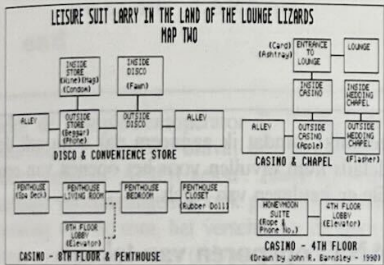 LEISURE SUIT LARRY IN THE LAND OF THE LOUNGE LIZARDS
MAP TWO
INSIDE
STORE
(Wine)(Mag)
(Condom)
INSIDE
DISCO
(Fawn)
ALLEY
OUTSIDE
STORE
(Beggar)
(Phone)
OUTSIDE
DISCO
ALLEY
DISCO & CONVENIENCE STORE
(Card)
(Ashtray)
ENTRANCE
TO
LOUNGE
LOUNGE
INSIDE
CASINO
INSIDE
WEDDING
CHAPEL
ALLEY
OUTSIDE
CASINO
(Apple)
OUTSIDE
WEDDING
CHAPEL
(Flasher)
CASINO & CHAPEL
PENTHOUSE
(Spa Deck)
PENTHOUSE
LIVING ROOM
PENTHOUSE
BEDROOM
PENTHOUSE
CLOSET
(Rubber Doll)
8TH FLOOR
LOBBY
(Elevator)
CASINO - 8TH FLOOR & PENTHOUSE
HONEYMOON
SUITE
(Rope &
Phone No.)
4TH FLOOR
LOBBY
(Elevator)
CASINO - 4TH FLOOR
(Drawn by John R. Barnsley - 1990)